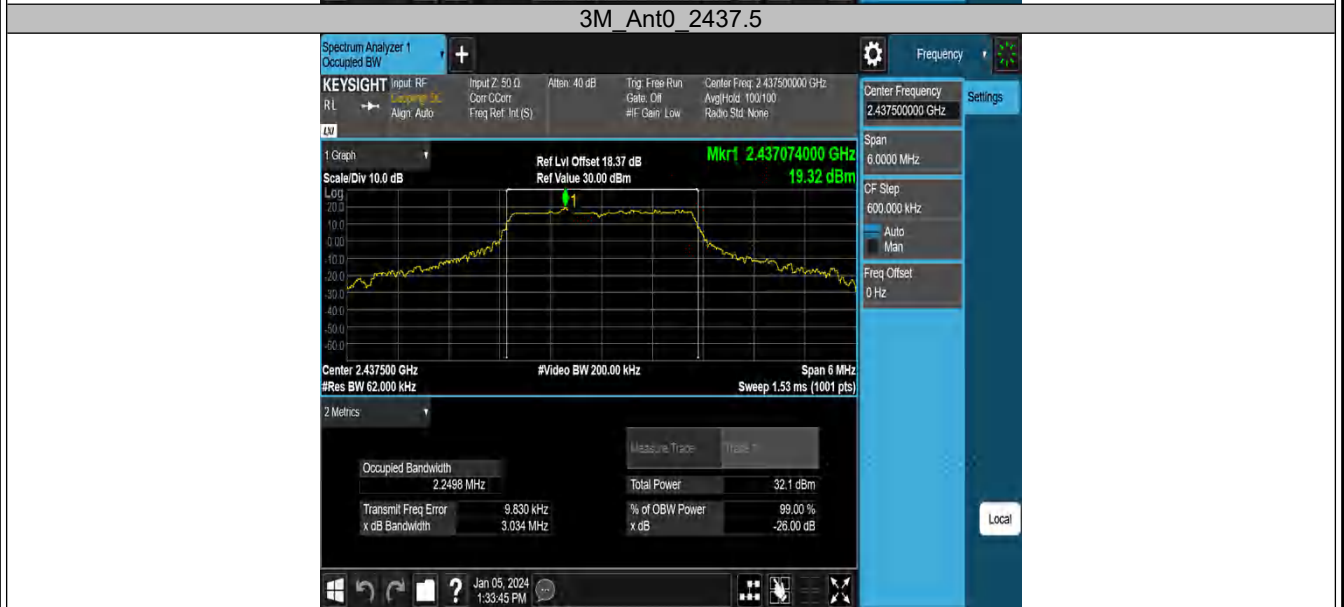 3M_Ant0_2437.5
Spectrum Analyzer 1
Occupied BW
+
Frequency
KEYSIGHT
RL
LXI
Input: RF
Align: Auto
Input Z: 50 Ω
Corr CCorr
Freq Ref: Int (S)
Atten: 40 dB
Trig: Free Run
Gate: Off
#IF Gain: Low
Center Freq: 2.437500000 GHz
Avg|Hold: 100/100
Radio Std: None
Center Frequency
2.437500000 GHz
Settings
Span
6.0000 MHz
CF Step
600.000 kHz
Auto
Man
Freq Offset
0 Hz
1 Graph
Scale/Div 10.0 dB
Ref Lvl Offset 18.37 dB
Ref Value 30.00 dBm
Mkr1 2.437074000 GHz
19.32 dBm
Log
20.0
10.0
0.00
-10.0
-20.0
-30.0
-40.0
-50.0
-60.0
1
Center 2.437500 GHz
#Res BW 62.000 kHz
#Video BW 200.00 kHz
Span 6 MHz
Sweep 1.53 ms (1001 pts)
2 Metrics
Measure Trace
Trace 1
Occupied Bandwidth
2.2498 MHz
Total Power 32.1 dBm
Transmit Freq Error 9.830 kHz
% of OBW Power 99.00 %
x dB Bandwidth 3.034 MHz
x dB -26.00 dB
Local
?
Jan 05, 2024
1:33:45 PM